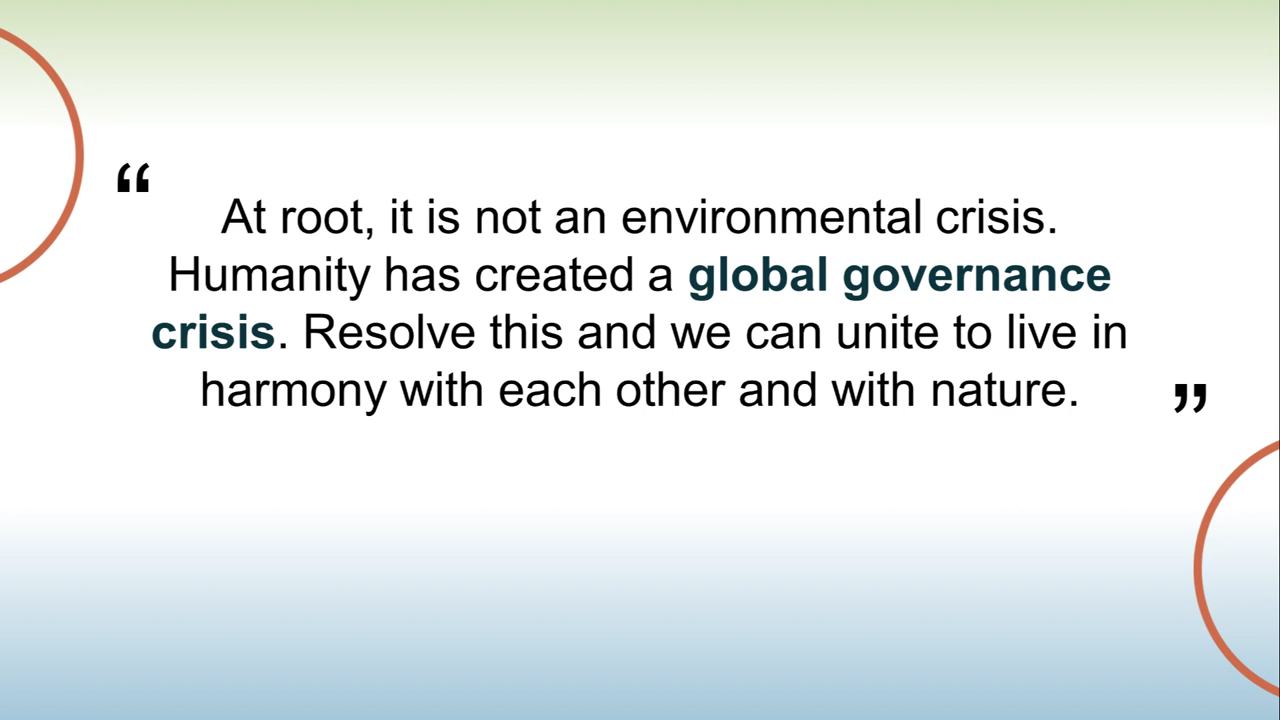 “
At root, it is not an environmental crisis.
Humanity has created a global governance
crisis. Resolve this and we can unite to live in
harmony with each other and with nature.
”